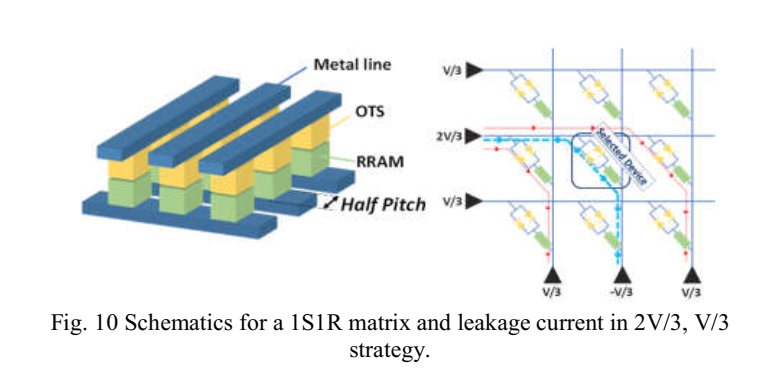 Metal line
OTS
RRAM
Half Pitch
V/3
2V/3
V/3
Selected Device
V/3
-V/3
V/3
Fig. 10 Schematics for a 1S1R matrix and leakage current in 2V/3, V/3
strategy.